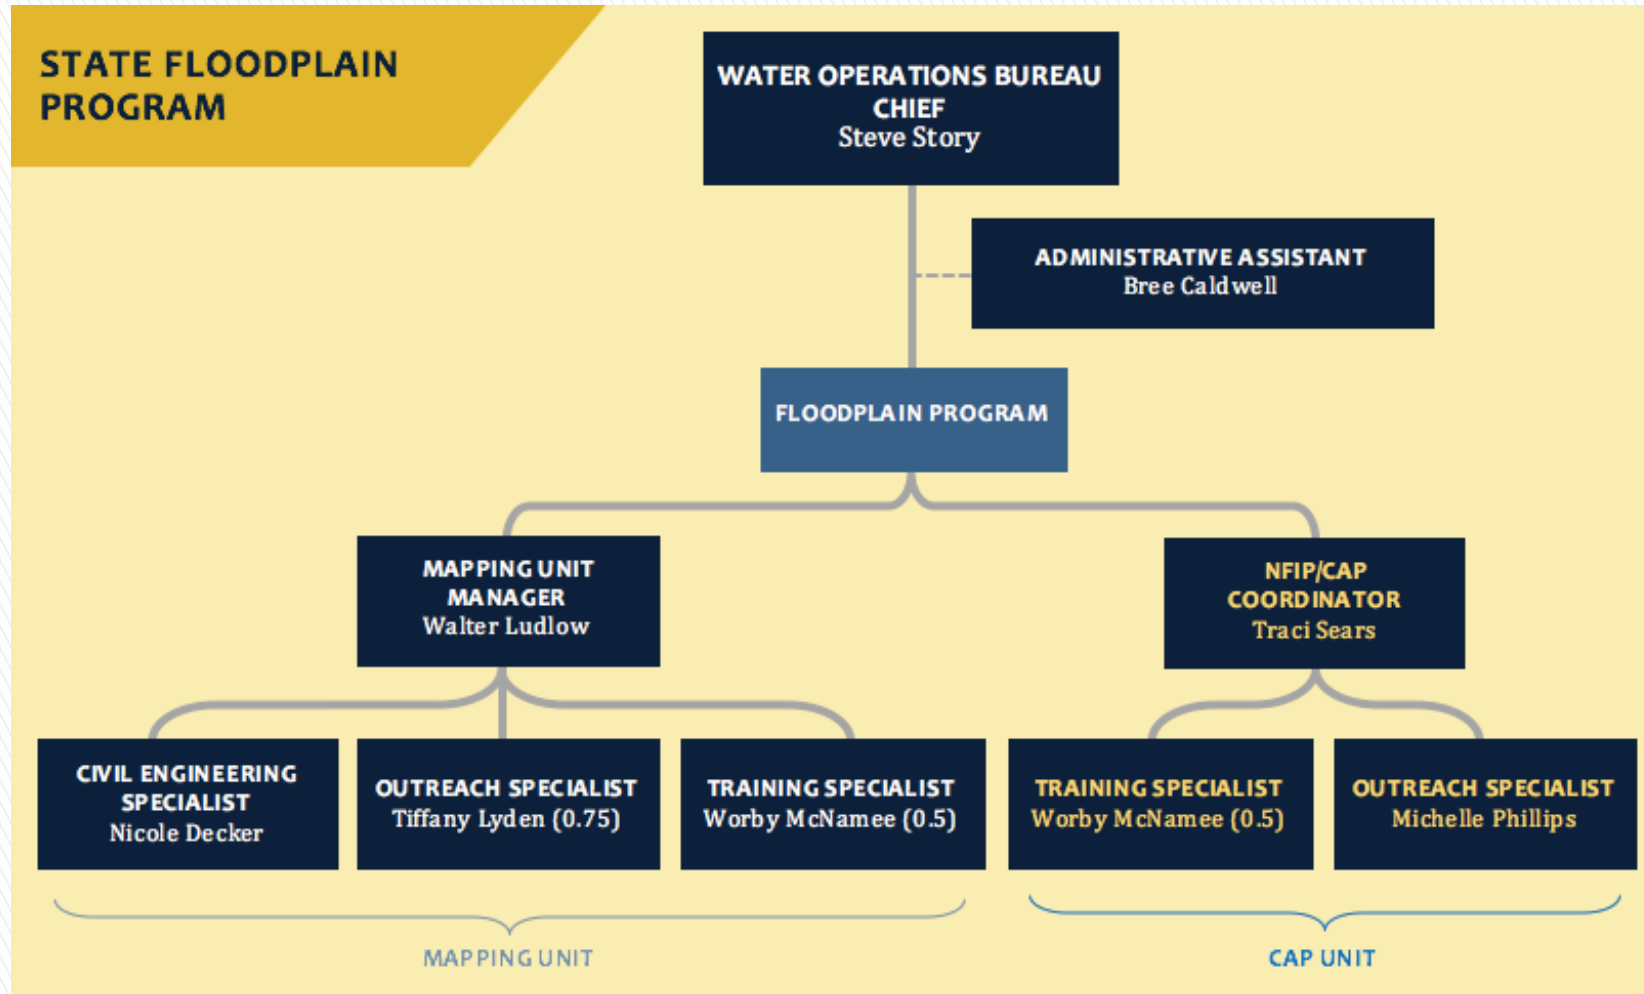 STATE FLOODPLAIN
PROGRAM
WATER OPERATIONS BUREAU
CHIEF
Steve Story
ADMINISTRATIVE ASSISTANT
Bree Caldwell
FLOODPLAIN PROGRAM
MAPPING UNIT
MANAGER
Walter Ludlow
NFIP/CAP
COORDINATOR
Traci Sears
CIVIL ENGINEERING
SPECIALIST
Nicole Decker
OUTREACH SPECIALIST
Tiffany Lyden (0.75)
TRAINING SPECIALIST
Worby McNamee (0.5)
TRAINING SPECIALIST
Worby McNamee (0.5)
OUTREACH SPECIALIST
Michelle Phillips
MAPPING UNIT
CAP UNIT